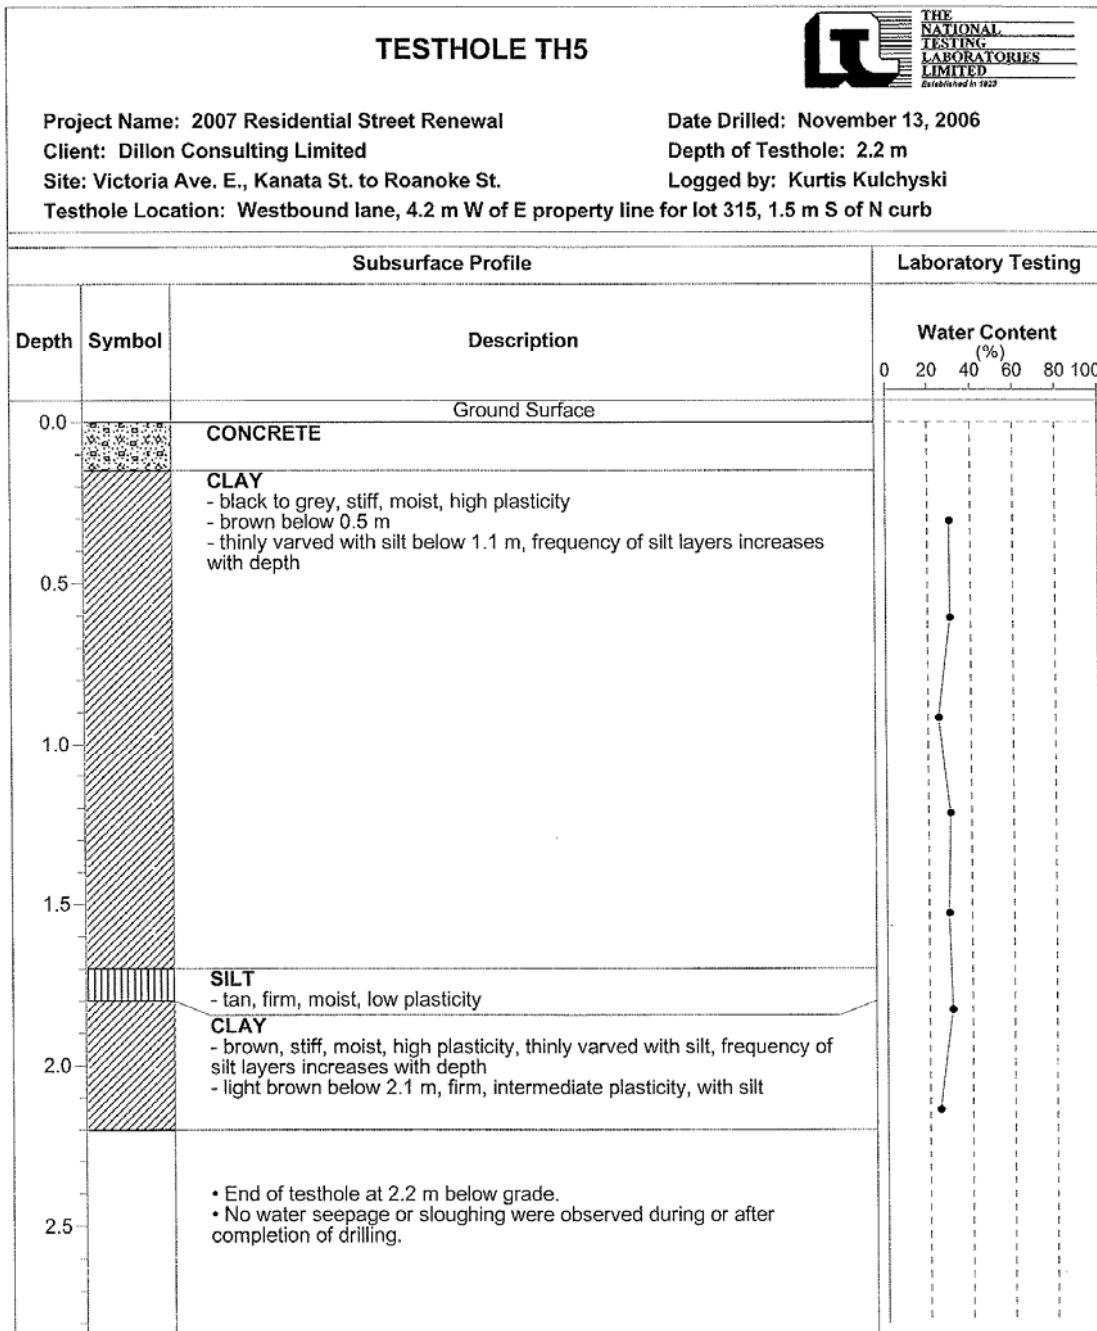 TESTHOLE TH5
THE
NATIONAL
TESTING
LABORATORIES
LIMITED
Established in 1923
Project Name: 2007 Residential Street Renewal
Date Drilled: November 13, 2006
Client: Dillon Consulting Limited
Depth of Testhole: 2.2 m
Site: Victoria Ave. E., Kanata St. to Roanoke St.
Logged by: Kurtis Kulchyski
Testhole Location: Westbound lane, 4.2 m W of E property line for lot 315, 1.5 m S of N curb
Subsurface Profile
Laboratory Testing
Depth
Symbol
Description
Water Content
(%)
0 20 40 60 80 100
Ground Surface
0.0
CONCRETE
CLAY
- black to grey, stiff, moist, high plasticity
- brown below 0.5 m
- thinly varved with silt below 1.1 m, frequency of silt layers increases
with depth
0.5
1.0
1.5
SILT
- tan, firm, moist, low plasticity
CLAY
- brown, stiff, moist, high plasticity, thinly varved with silt, frequency of
silt layers increases with depth
2.0
- light brown below 2.1 m, firm, intermediate plasticity, with silt
• End of testhole at 2.2 m below grade.
• No water seepage or sloughing were observed during or after
completion of drilling.
2.5